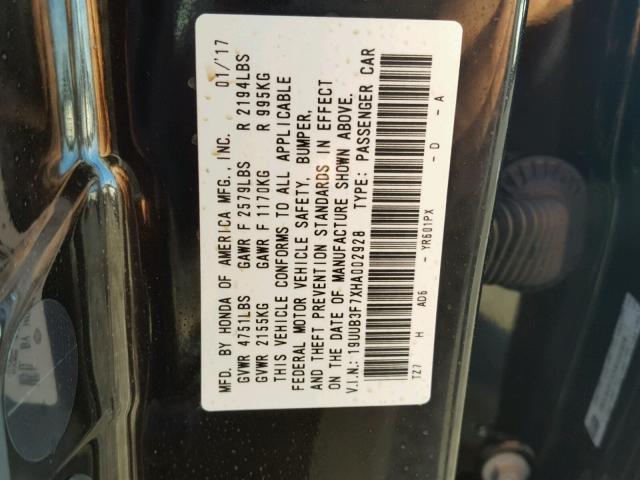 MFD. BY HONDA OF AMERICA MFG., INC. 01/'17
GVWR 4751LBS GAWR F 2579LBS R 2194LBS
GVWR 2155KG GAWR F 1170KG R 995KG
THIS VEHICLE CONFORMS TO ALL APPLICABLE
FEDERAL MOTOR VEHICLE SAFETY, BUMPER,
AND THEFT PREVENTION STANDARDS IN EFFECT
ON THE DATE OF MANUFACTURE SHOWN ABOVE.
V.I.N.: 19UUB3F7XHA002928 TYPE: PASSENGER CAR
TZ7 H AD6 - YR601PX - D - A